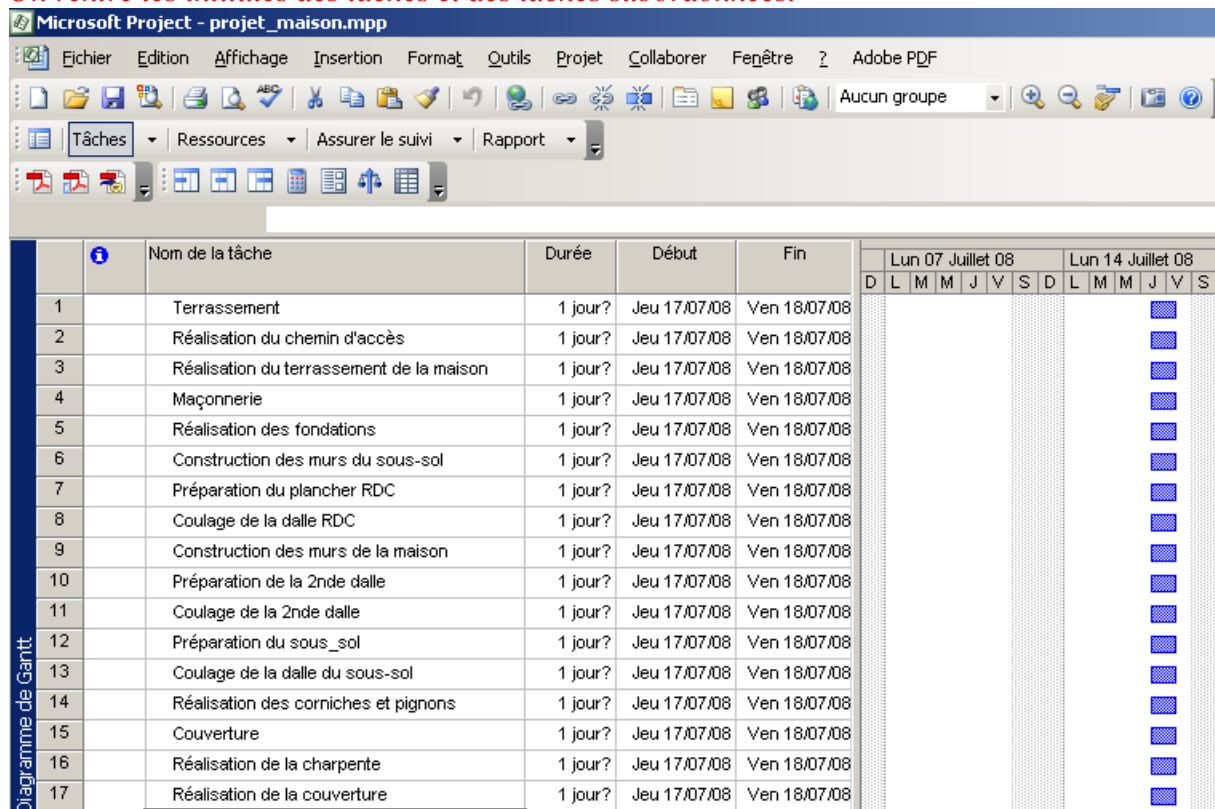 On rentre les intitulés des tâches et des tâches subordonnées.
Microsoft Project - projet_maison.mpp
Fichier Edition Affichage Insertion Format Outils Projet Collaborer Fenêtre ? Adobe PDF
ABC Aucun groupe
Tâches Ressources Assurer le suivi Rapport
Nom de la tâche Durée Début Fin Lun 07 Juillet 08 Lun 14 Juillet 08
D L M M J V S D L M M J V S
1 Terrassement 1 jour? Jeu 17/07/08 Ven 18/07/08
2 Réalisation du chemin d'accès 1 jour? Jeu 17/07/08 Ven 18/07/08
3 Réalisation du terrassement de la maison 1 jour? Jeu 17/07/08 Ven 18/07/08
4 Maçonnerie 1 jour? Jeu 17/07/08 Ven 18/07/08
5 Réalisation des fondations 1 jour? Jeu 17/07/08 Ven 18/07/08
6 Construction des murs du sous-sol 1 jour? Jeu 17/07/08 Ven 18/07/08
7 Préparation du plancher RDC 1 jour? Jeu 17/07/08 Ven 18/07/08
8 Coulage de la dalle RDC 1 jour? Jeu 17/07/08 Ven 18/07/08
9 Construction des murs de la maison 1 jour? Jeu 17/07/08 Ven 18/07/08
10 Préparation de la 2nde dalle 1 jour? Jeu 17/07/08 Ven 18/07/08
11 Coulage de la 2nde dalle 1 jour? Jeu 17/07/08 Ven 18/07/08
12 Préparation du sous_sol 1 jour? Jeu 17/07/08 Ven 18/07/08
13 Coulage de la dalle du sous-sol 1 jour? Jeu 17/07/08 Ven 18/07/08
14 Réalisation des corniches et pignons 1 jour? Jeu 17/07/08 Ven 18/07/08
15 Couverture 1 jour? Jeu 17/07/08 Ven 18/07/08
16 Réalisation de la charpente 1 jour? Jeu 17/07/08 Ven 18/07/08
17 Réalisation de la couverture 1 jour? Jeu 17/07/08 Ven 18/07/08
Diagramme de Gantt